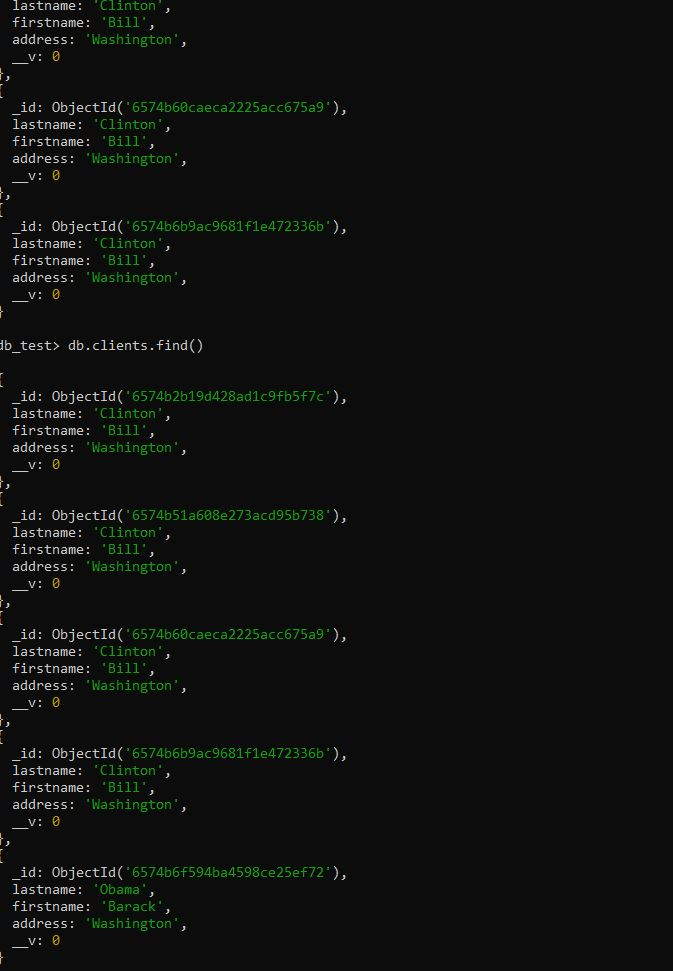 lastname: 'Clinton',
firstname: 'Bill',
address: 'Washington',
__v: 0
},
{
_id: ObjectId('6574b60caeca2225acc675a9'),
lastname: 'Clinton',
firstname: 'Bill',
address: 'Washington',
__v: 0
},
{
_id: ObjectId('6574b6b9ac9681f1e472336b'),
lastname: 'Clinton',
firstname: 'Bill',
address: 'Washington',
__v: 0
}
db_test> db.clients.find()
{
_id: ObjectId('6574b2b19d428ad1c9fb5f7c'),
lastname: 'Clinton',
firstname: 'Bill',
address: 'Washington',
__v: 0
},
{
_id: ObjectId('6574b51a608e273acd95b738'),
lastname: 'Clinton',
firstname: 'Bill',
address: 'Washington',
__v: 0
},
{
_id: ObjectId('6574b60caeca2225acc675a9'),
lastname: 'Clinton',
firstname: 'Bill',
address: 'Washington',
__v: 0
},
{
_id: ObjectId('6574b6b9ac9681f1e472336b'),
lastname: 'Clinton',
firstname: 'Bill',
address: 'Washington',
__v: 0
},
{
_id: ObjectId('6574b6f594ba4598ce25ef72'),
lastname: 'Obama',
firstname: 'Barack',
address: 'Washington',
__v: 0
}